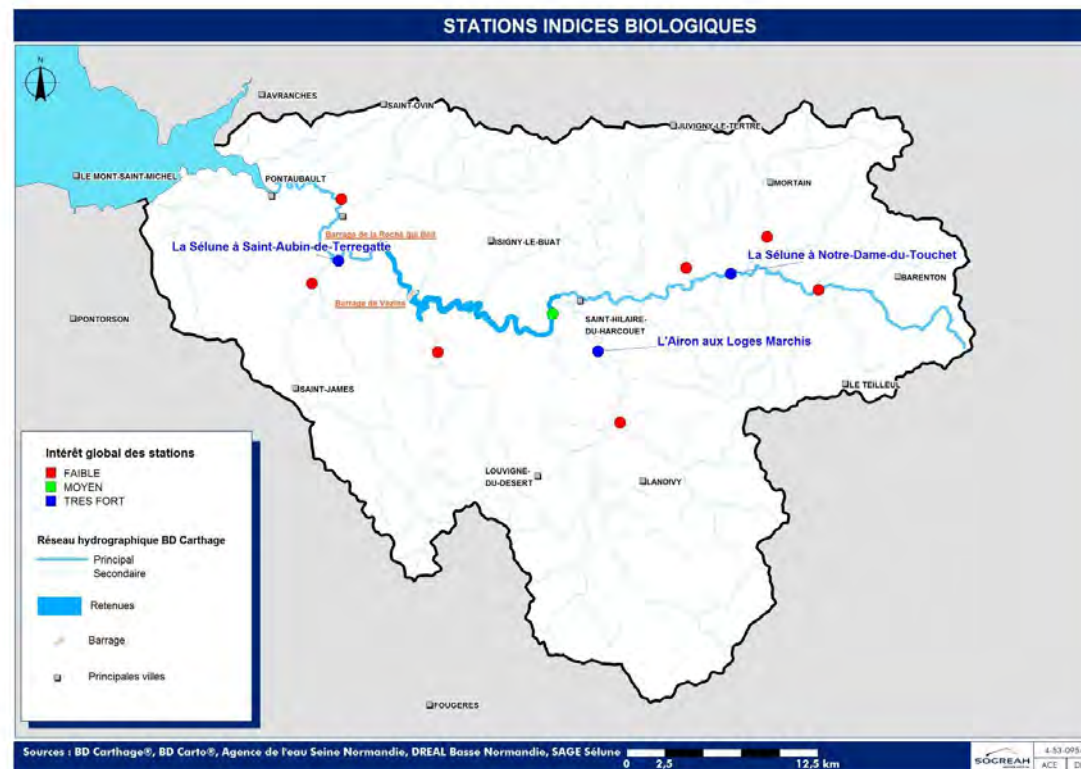 STATIONS INDICES BIOLOGIQUES
N
AVRANCHES
SAINT-OVIN
JUVIGNY-LE-TERTRE
LE MONT-SAINT-MICHEL
PONTAUBAULT
MORTAIN
Barrage de la Roche qui Boit
ISIGNY-LE-BUAT
La Sélune à Saint-Aubin-de-Terregatte
La Sélune à Notre-Dame-du-Touchet
BARENTON
Barrage de Vezins
PONTORSON
SAINT-HILAIRE-
DU-HARCOUET
L'Airon aux Loges Marchis
SAINT-JAMES
LE TEILLEUL
LOUVIGNE-
DU-DESERT
LANDIVY
FOUGERES
Intérêt global des stations
FAIBLE
MOYEN
TRES FORT
Réseau hydrographique BD Carthage
Principal
Secondaire
Retenues
Barrage
Principales villes
Sources : BD Carthage®, BD Carto®, Agence de l'eau Seine Normandie, DREAL Basse Normandie, SAGE Sélune
0 2,5 12,5 km
SOGREAH
4-53-095
ACE